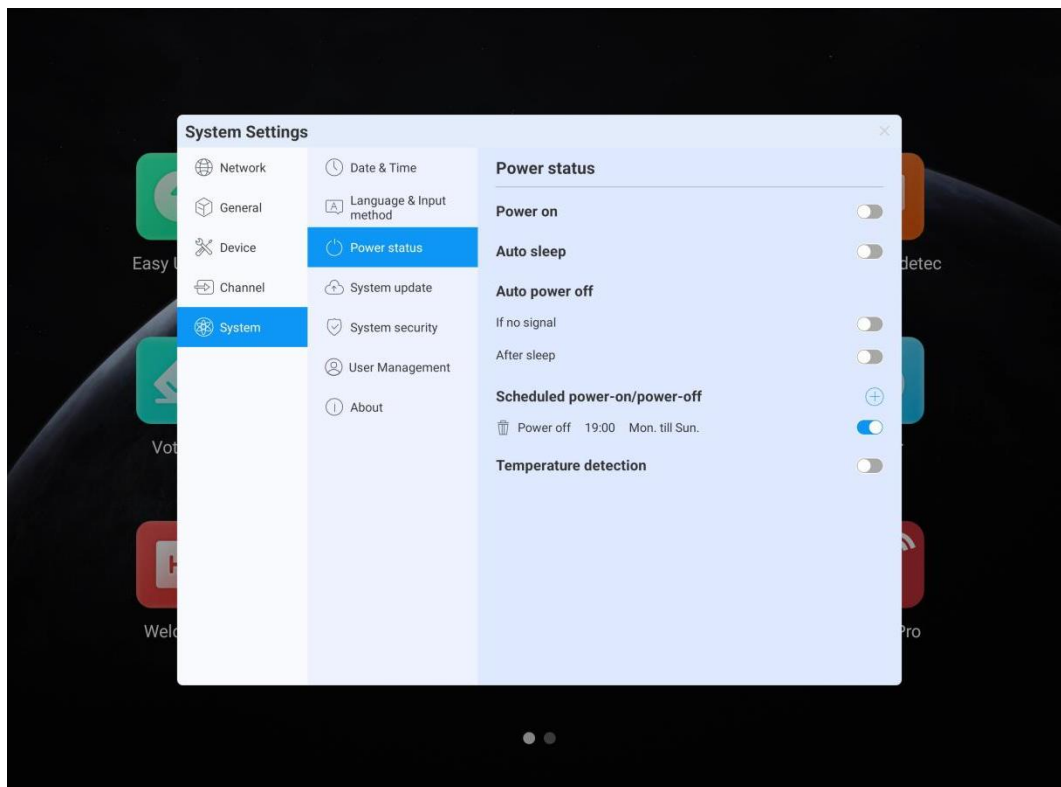 System Settings
Network
General
Device
Channel
System
Date & Time
Language & Input
method
Power status
System update
System security
User Management
About
Power status
Power on
Auto sleep
Auto power off
If no signal
After sleep
Scheduled power-on/power-off
Power off 19:00 Mon. till Sun.
Temperature detection
Easy
detec
Vot
Welc
Pro